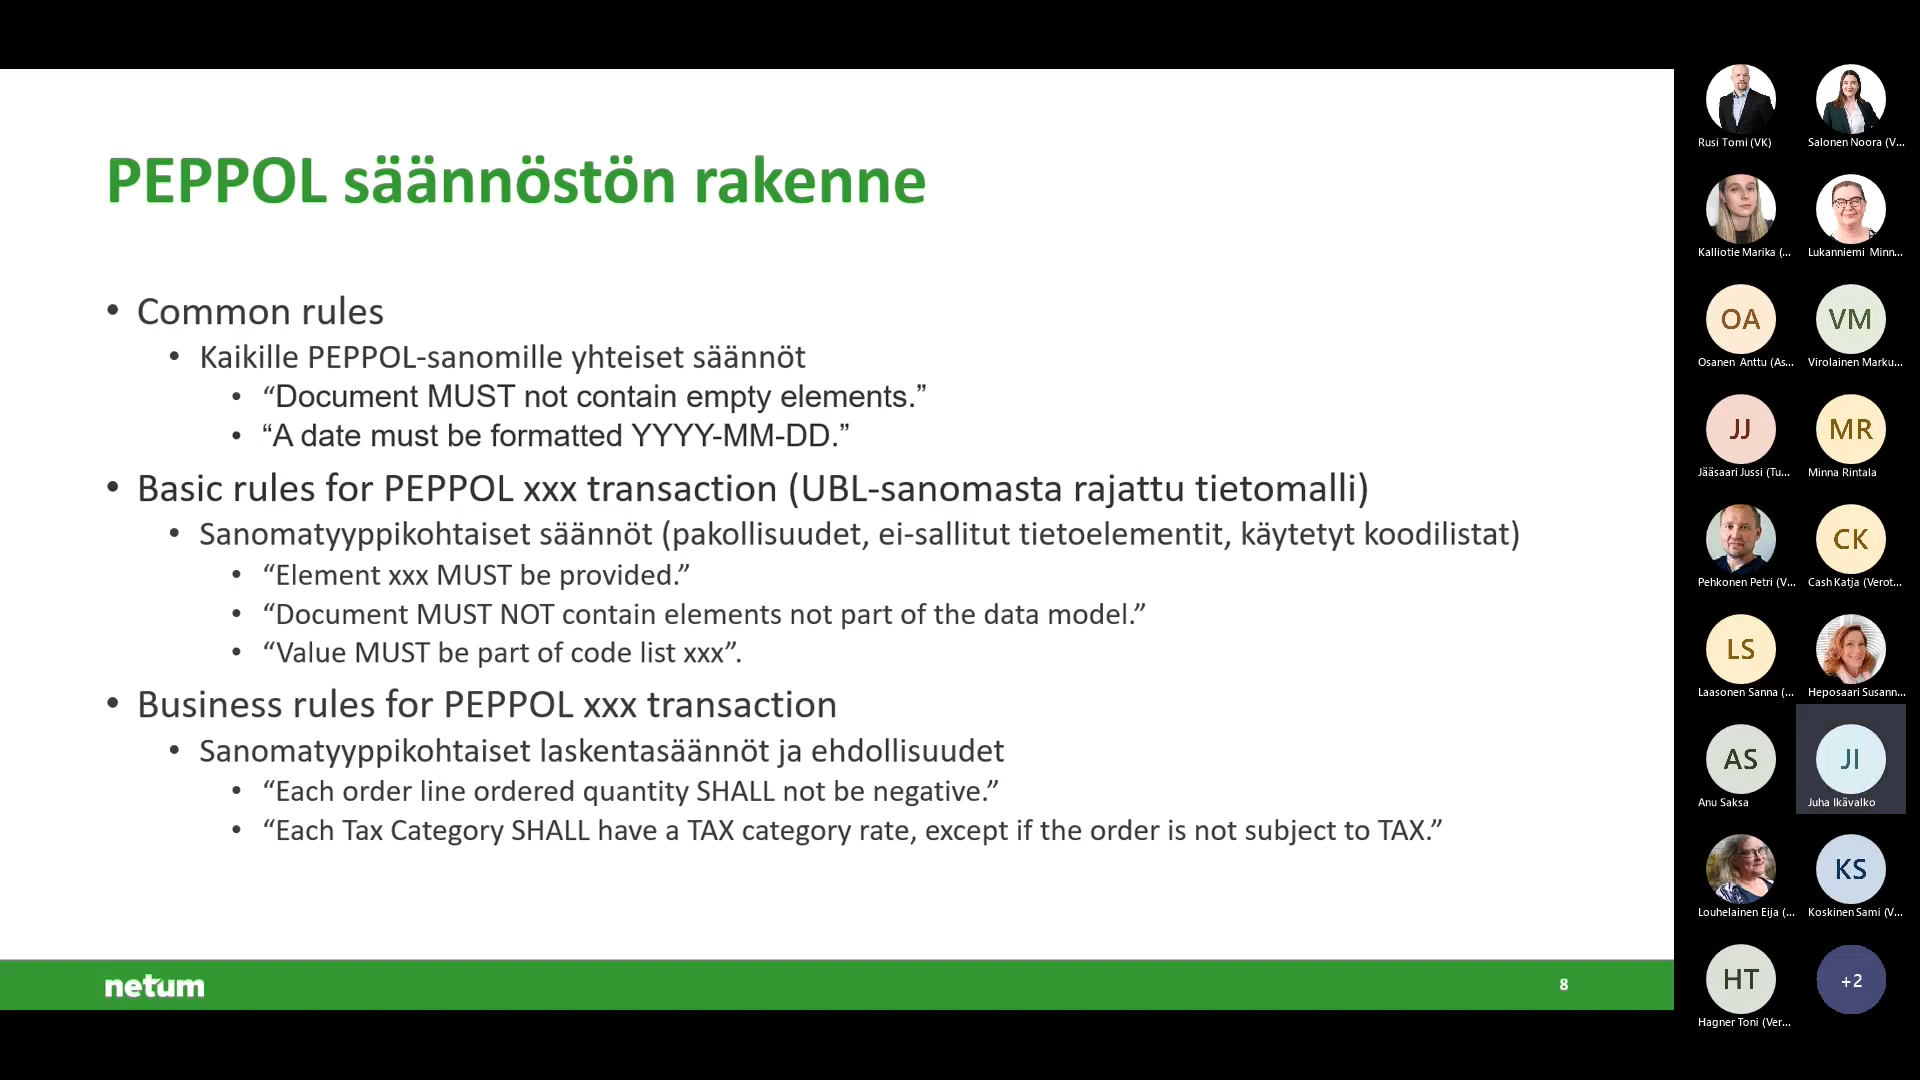 PEPPOL säännöstön rakenne
• Common rules
• Kaikille PEPPOL-sanomille yhteiset säännöt
• “Document MUST not contain empty elements.”
• “A date must be formatted YYYY-MM-DD.”
• Basic rules for PEPPOL xxx transaction (UBL-sanomasta rajattu tietomalli)
• Sanomatyyppikohtaiset säännöt (pakollisuudet, ei-sallitut tietoelementit, käytetyt koodilistat)
• “Element xxx MUST be provided.”
• “Document MUST NOT contain elements not part of the data model.”
• “Value MUST be part of code list xxx”.
• Business rules for PEPPOL xxx transaction
• Sanomatyyppikohtaiset laskentasäännöt ja ehdollisuudet
• “Each order line ordered quantity SHALL not be negative.”
• “Each Tax Category SHALL have a TAX category rate, except if the order is not subject to TAX.”
netum
8
Rusi Tomi (VK)
Salonen Noora (V...
Kalliotie Marika (...
Lukanniemi Minn...
OA
VM
Osanen Anttu (As...
Virolainen Marku...
JJ
MR
Jääsaari Jussi (Tu...
Minna Rintala
CK
Pehkonen Petri (V...
Cash Katja (Verot...
LS
Laasonen Sanna (...
Heposaari Susann...
AS
JI
Anu Saksa
Juha Ikävalko
KS
Louhelainen Eija (...
Koskinen Sami (V...
HT
+2
Hagner Toni (Ver...